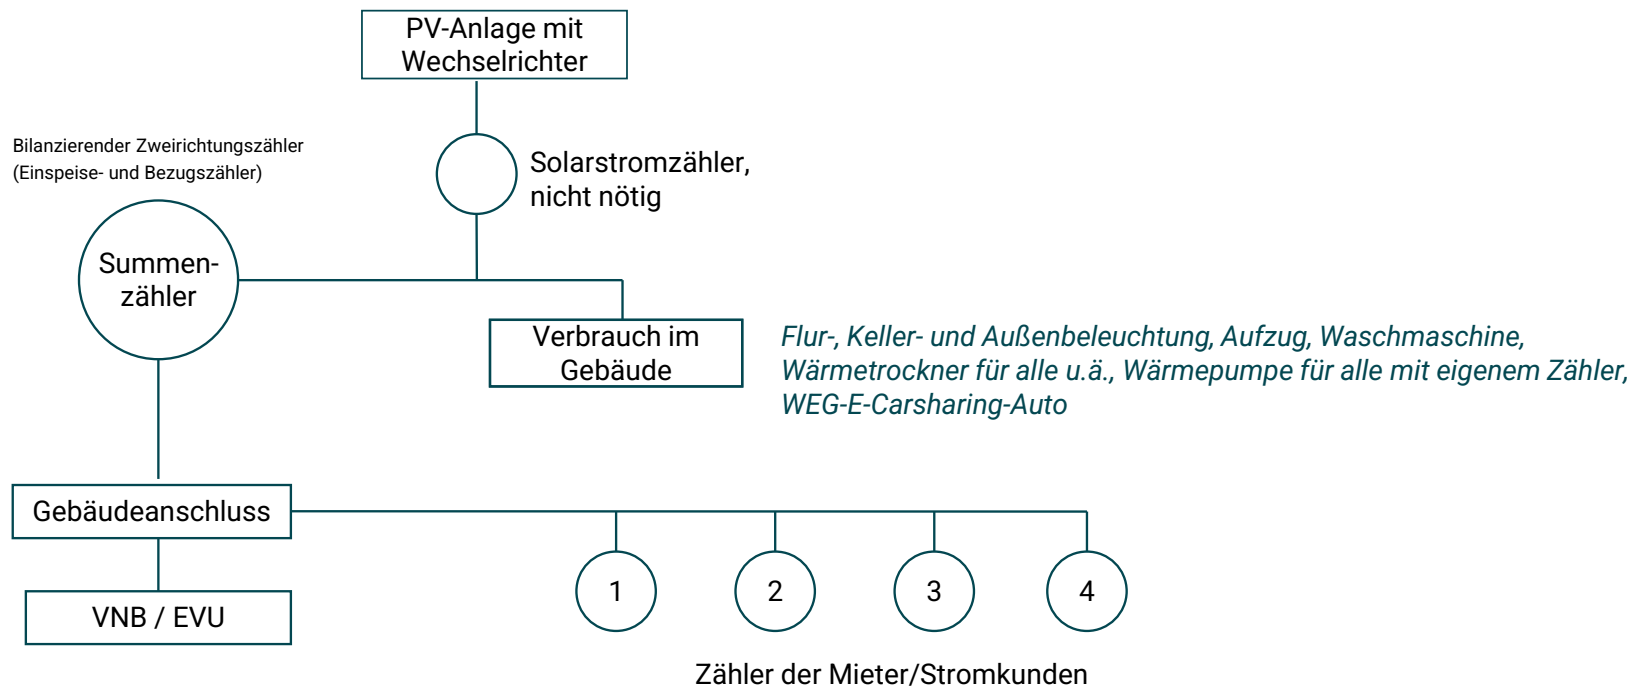 PV-Anlage mit
Wechselrichter
Bilanzierender Zweirichtungszähler
(Einspeise- und Bezugszähler)
Solarstromzähler,
nicht nötig
Summen-
zähler
Verbrauch im
Gebäude
Flur-, Keller- und Außenbeleuchtung, Aufzug, Waschmaschine,
Wärmetrockner für alle u.ä., Wärmepumpe für alle mit eigenem Zähler,
WEG-E-Carsharing-Auto
Gebäudeanschluss
VNB / EVU
1
2
3
4
Zähler der Mieter/Stromkunden